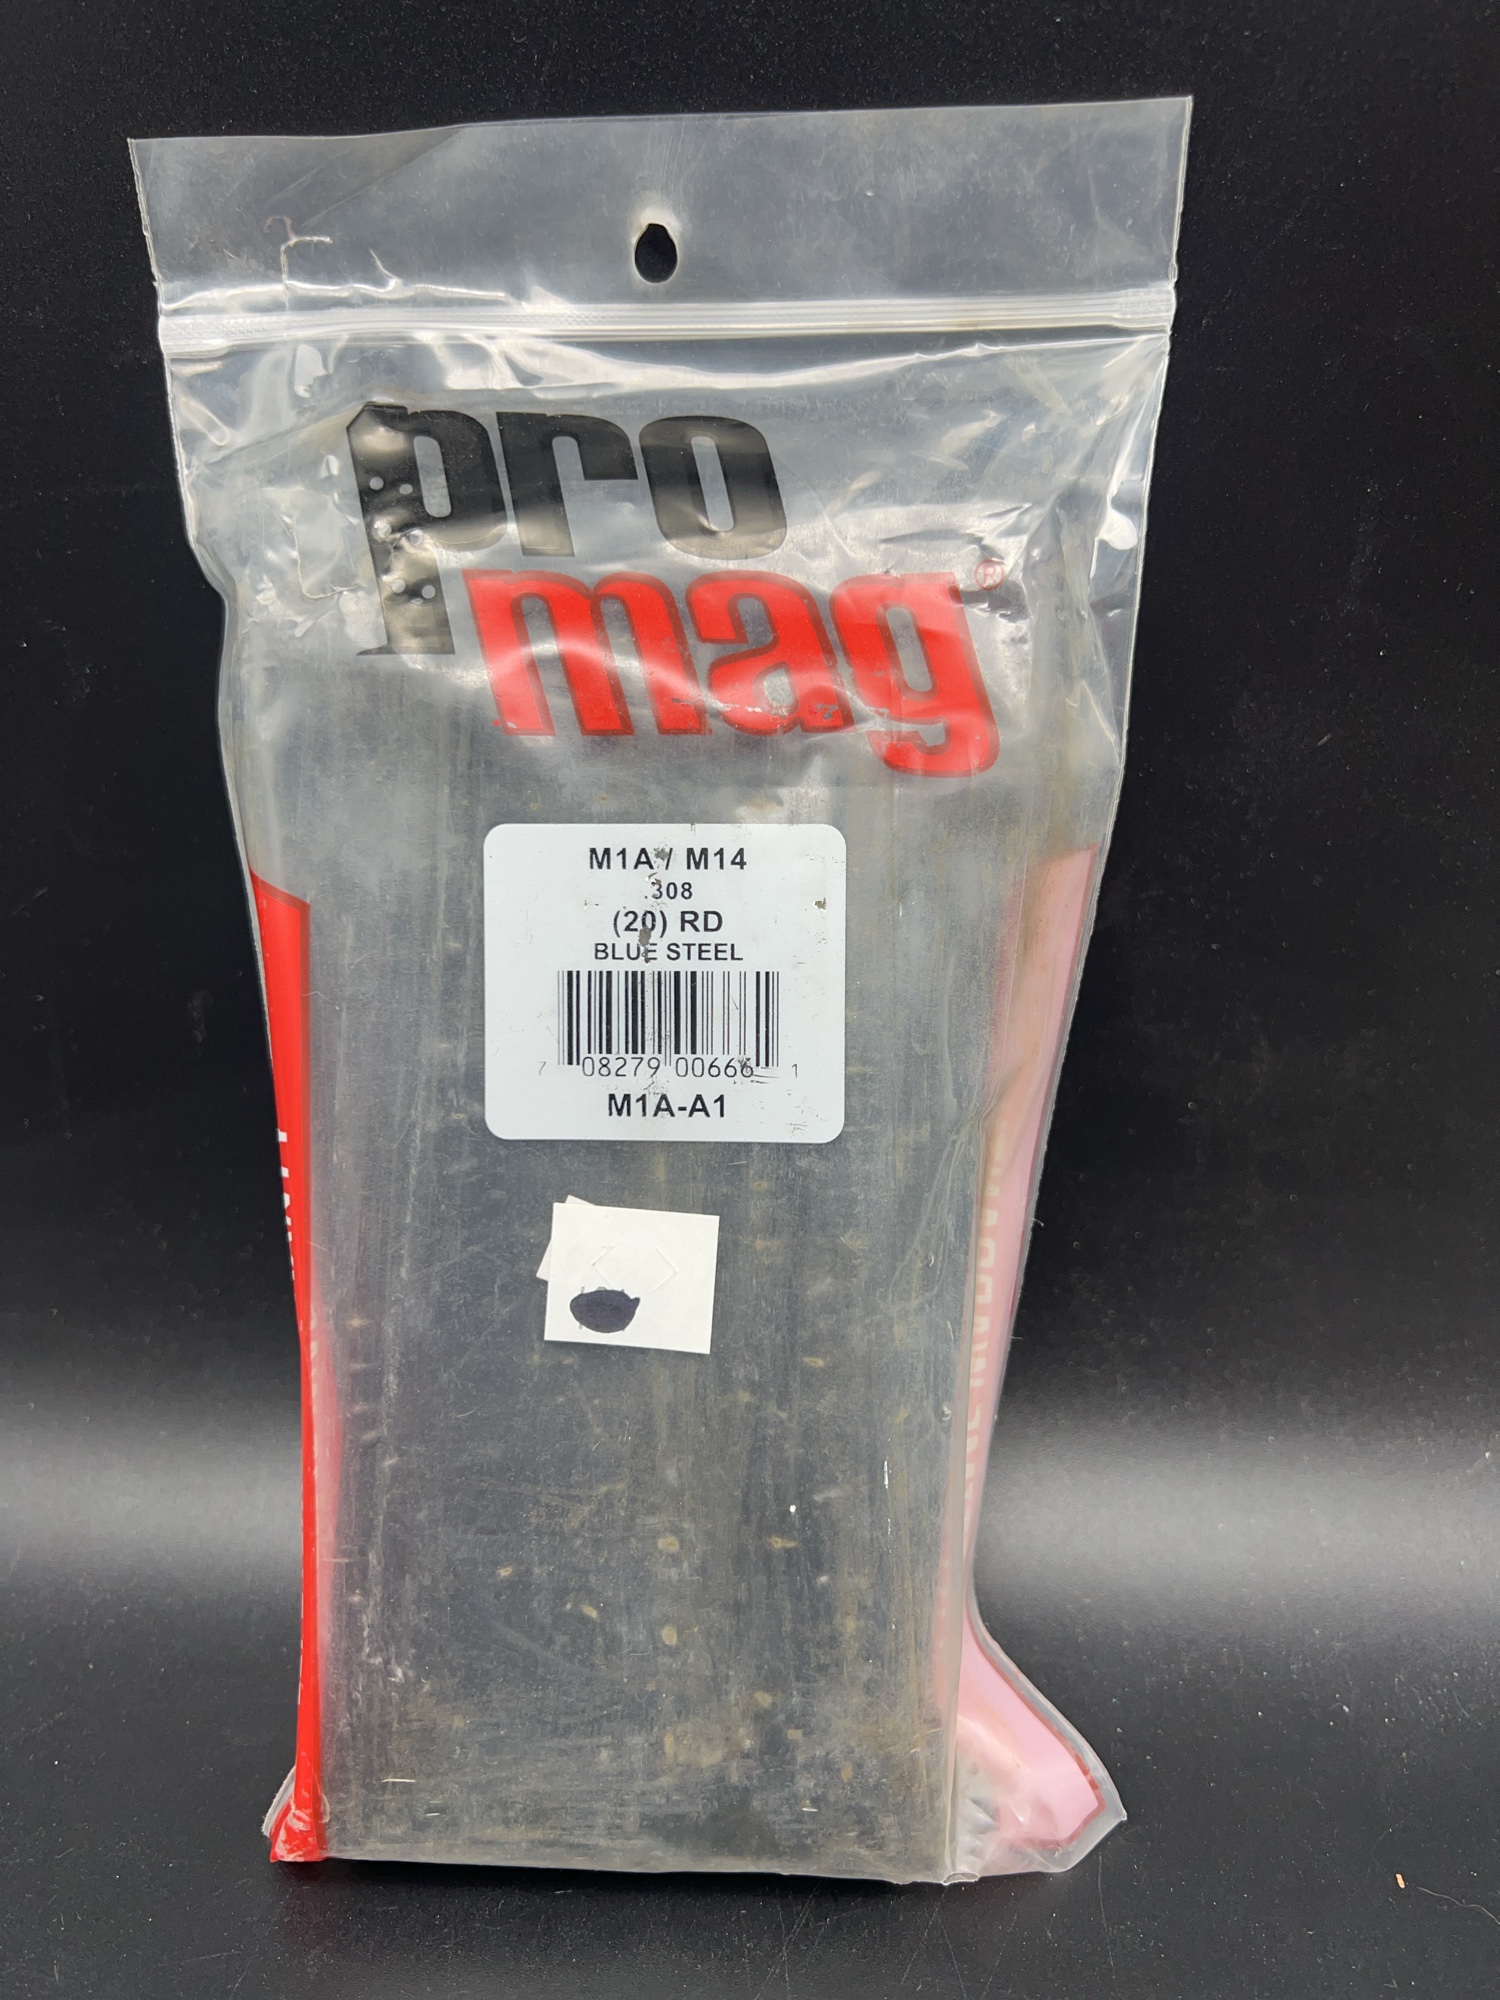 pro
mag®
M1A / M14
.308
(20) RD
BLUE STEEL
7 08279 00666 1
M1A-A1